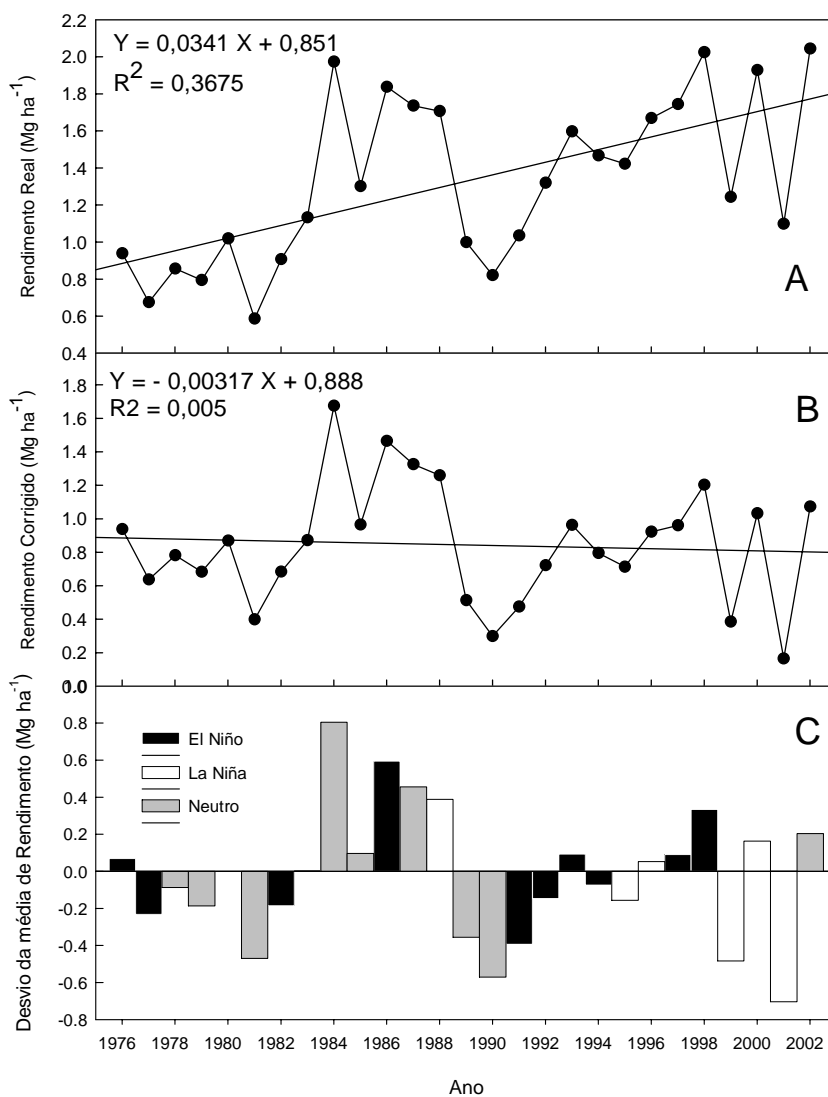 Y = 0,0341 X + 0,851
R² = 0,3675
Rendimento Real (Mg ha⁻¹)
2.2
2.0
1.8
1.6
1.4
1.2
1.0
0.8
0.6
0.4
A
Y = - 0,00317 X + 0,888
R2 = 0,005
Rendimento Corrigido (Mg ha⁻¹)
1.8
1.6
1.4
1.2
1.0
0.8
0.6
0.4
0.2
0.0
B
Desvio da média de Rendimento (Mg ha⁻¹)
1.0
0.8
0.6
0.4
0.2
0.0
-0.2
-0.4
-0.6
-0.8
El Niño
La Niña
Neutro
C
1976 1978 1980 1982 1984 1986 1988 1990 1992 1994 1996 1998 2000 2002
Ano